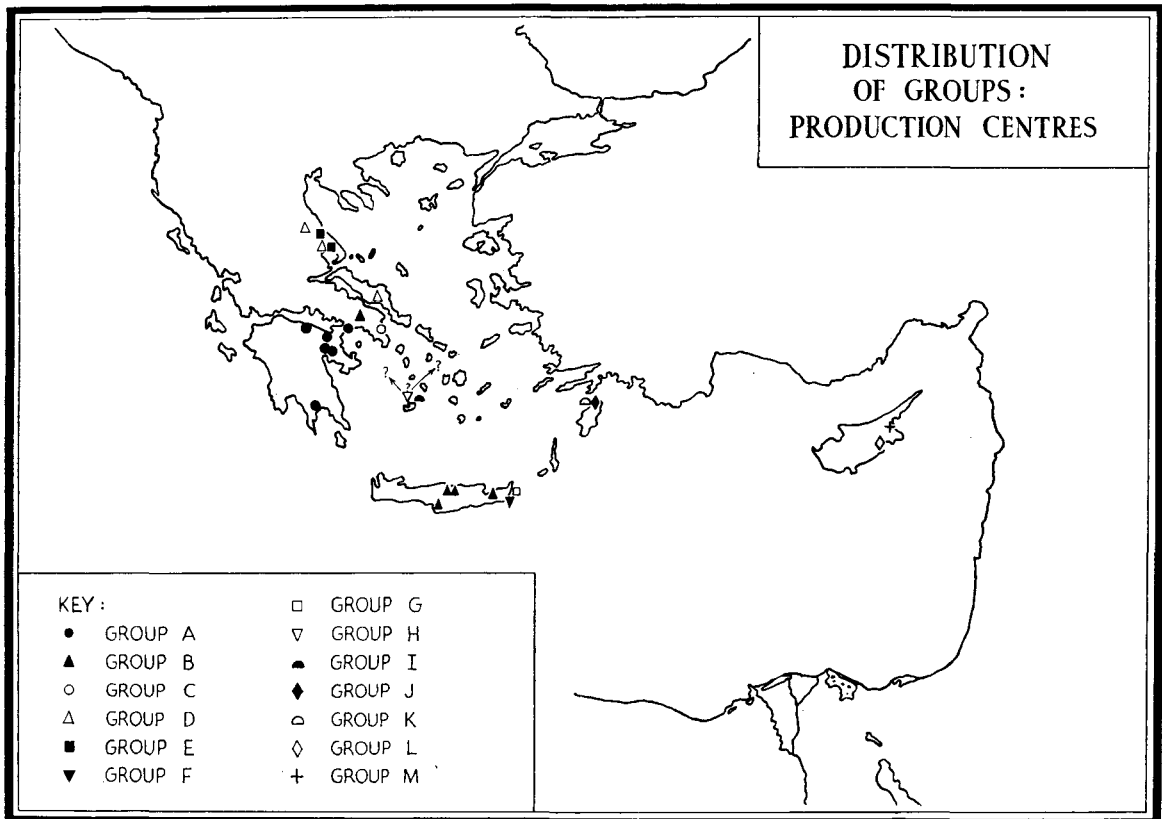 DISTRIBUTION
OF GROUPS:
PRODUCTION CENTRES
? ? ?
KEY:
GROUP A
GROUP B
GROUP C
GROUP D
GROUP E
GROUP F
GROUP G
GROUP H
GROUP I
GROUP J
GROUP K
GROUP L
GROUP M